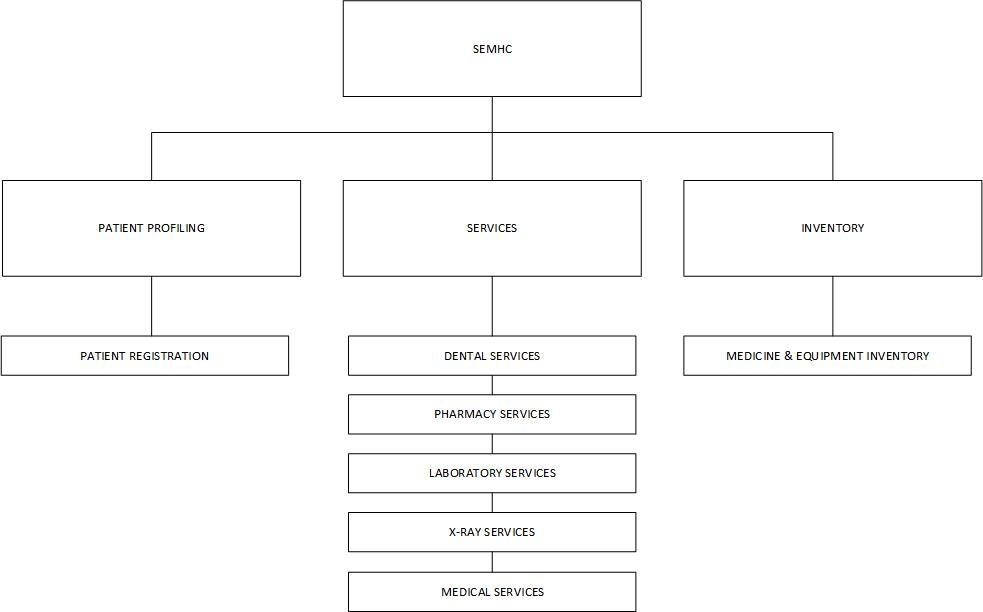 SEMHC
PATIENT PROFILING
SERVICES
INVENTORY
PATIENT REGISTRATION
DENTAL SERVICES
MEDICINE & EQUIPMENT INVENTORY
PHARMACY SERVICES
LABORATORY SERVICES
X-RAY SERVICES
MEDICAL SERVICES